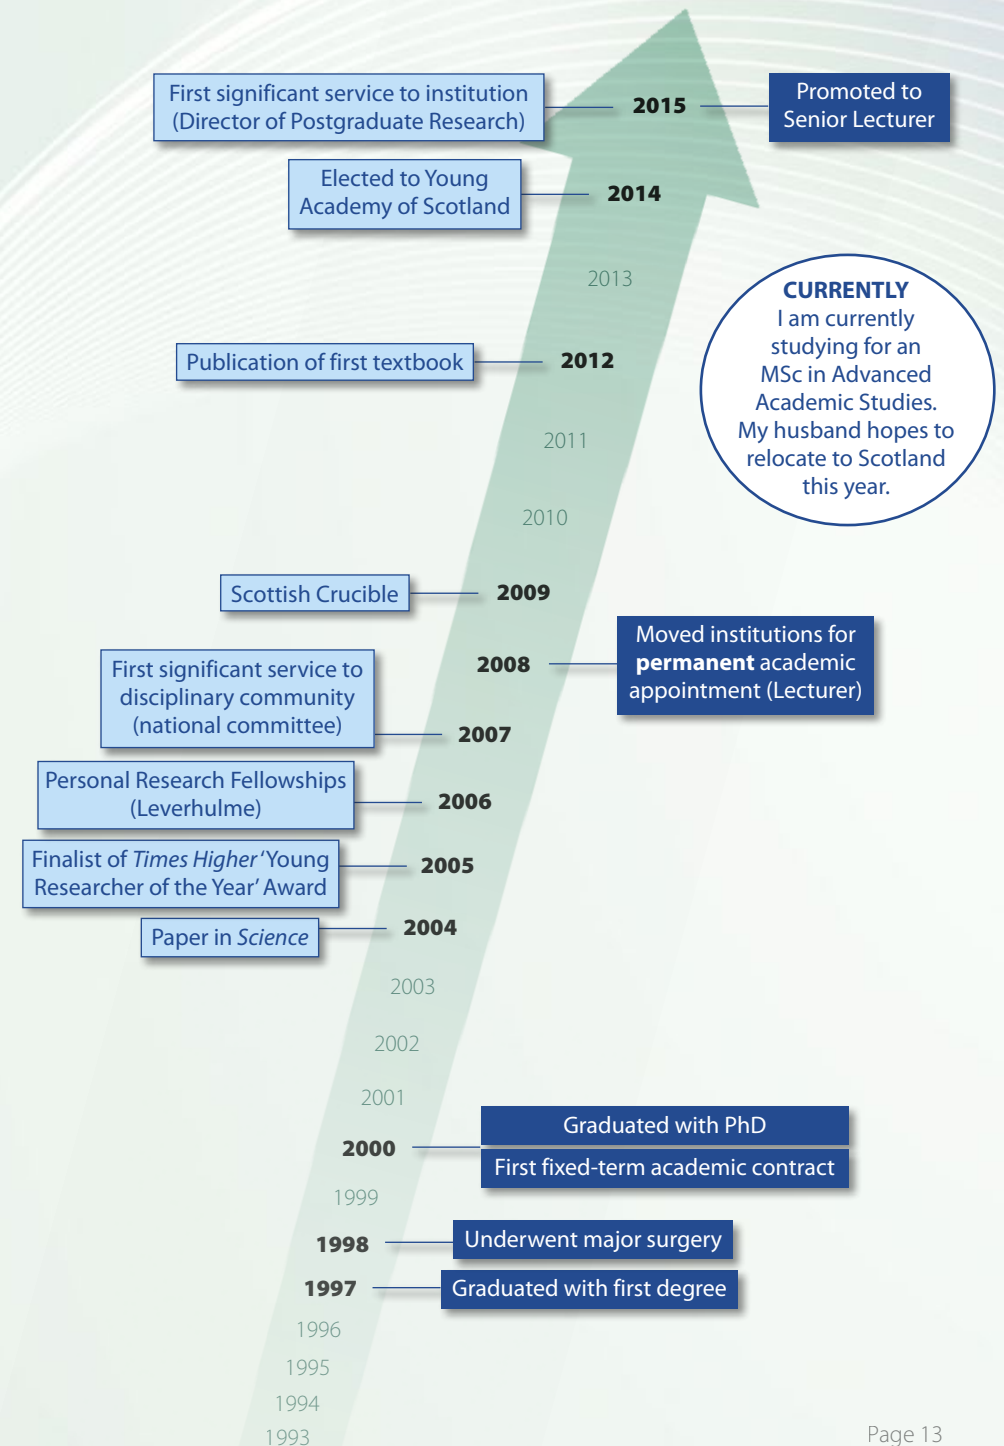 First significant service to institution
(Director of Postgraduate Research)
2015
Promoted to
Senior Lecturer
Elected to Young
Academy of Scotland
2014
2013
CURRENTLY
I am currently
studying for an
MSc in Advanced
Academic Studies.
My husband hopes to
relocate to Scotland
this year.
Publication of first textbook
2012
2011
2010
Scottish Crucible
2009
2008
Moved institutions for
permanent academic
appointment (Lecturer)
First significant service to
disciplinary community
(national committee)
2007
Personal Research Fellowships
(Leverhulme)
2006
Finalist of Times Higher ‘Young
Researcher of the Year’ Award
2005
Paper in Science
2004
2003
2002
2001
2000
Graduated with PhD
First fixed-term academic contract
1999
1998
Underwent major surgery
1997
Graduated with first degree
1996
1995
1994
1993
Page 13